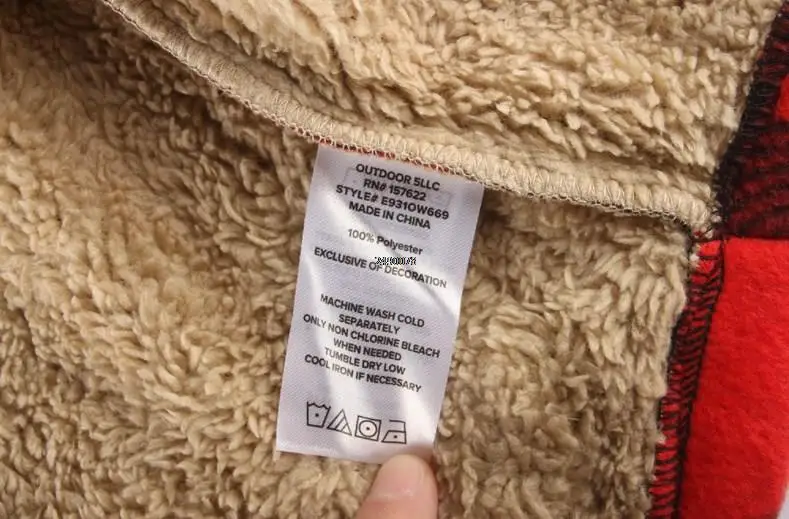 OUTDOOR 5LLC
RN# 157622
STYLE# E931OW669
MADE IN CHINA
100% Polyester
EXCLUSIVE OF DECORATION
MACHINE WASH COLD
SEPARATELY
ONLY NON CHLORINE BLEACH
WHEN NEEDED
TUMBLE DRY LOW
COOL IRON IF NECESSARY